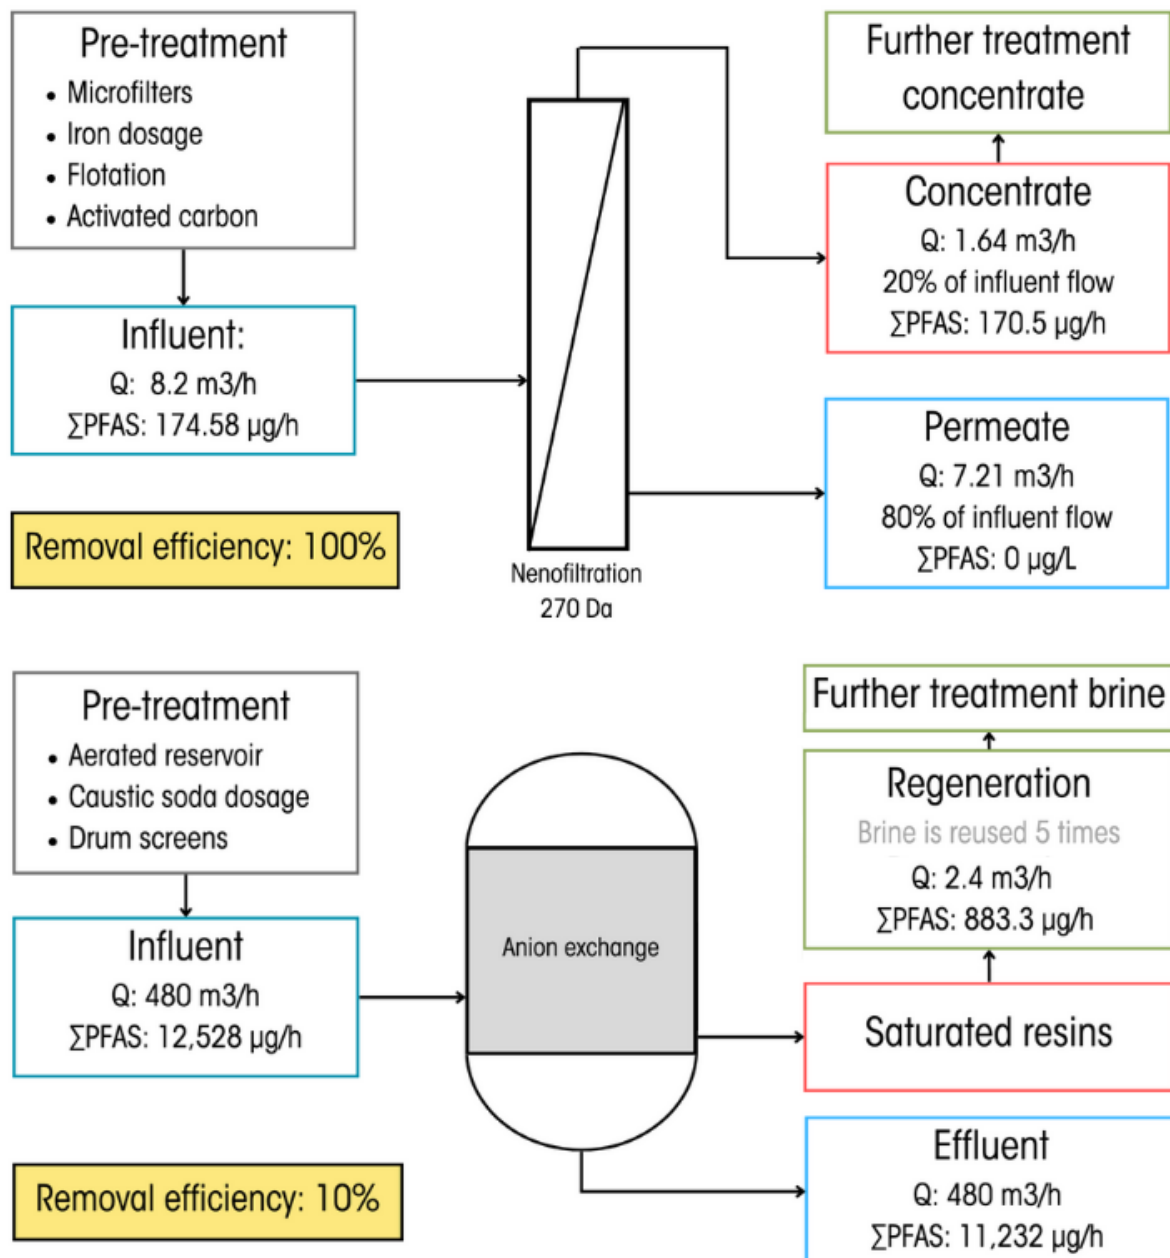 Pre-treatment
• Microfilters
• Iron dosage
• Flotation
• Activated carbon
Influent:
Q: 8.2 m3/h
∑PFAS: 174.58 µg/h
Removal efficiency: 100%
Nenofiltration
270 Da
Further treatment
concentrate
Concentrate
Q: 1.64 m3/h
20% of influent flow
∑PFAS: 170.5 µg/h
Permeate
Q: 7.21 m3/h
80% of influent flow
∑PFAS: 0 µg/L
Pre-treatment
• Aerated reservoir
• Caustic soda dosage
• Drum screens
Influent
Q: 480 m3/h
∑PFAS: 12,528 µg/h
Removal efficiency: 10%
Anion exchange
Further treatment brine
Regeneration
Brine is reused 5 times
Q: 2.4 m3/h
∑PFAS: 883.3 µg/h
Saturated resins
Effluent
Q: 480 m3/h
∑PFAS: 11,232 µg/h